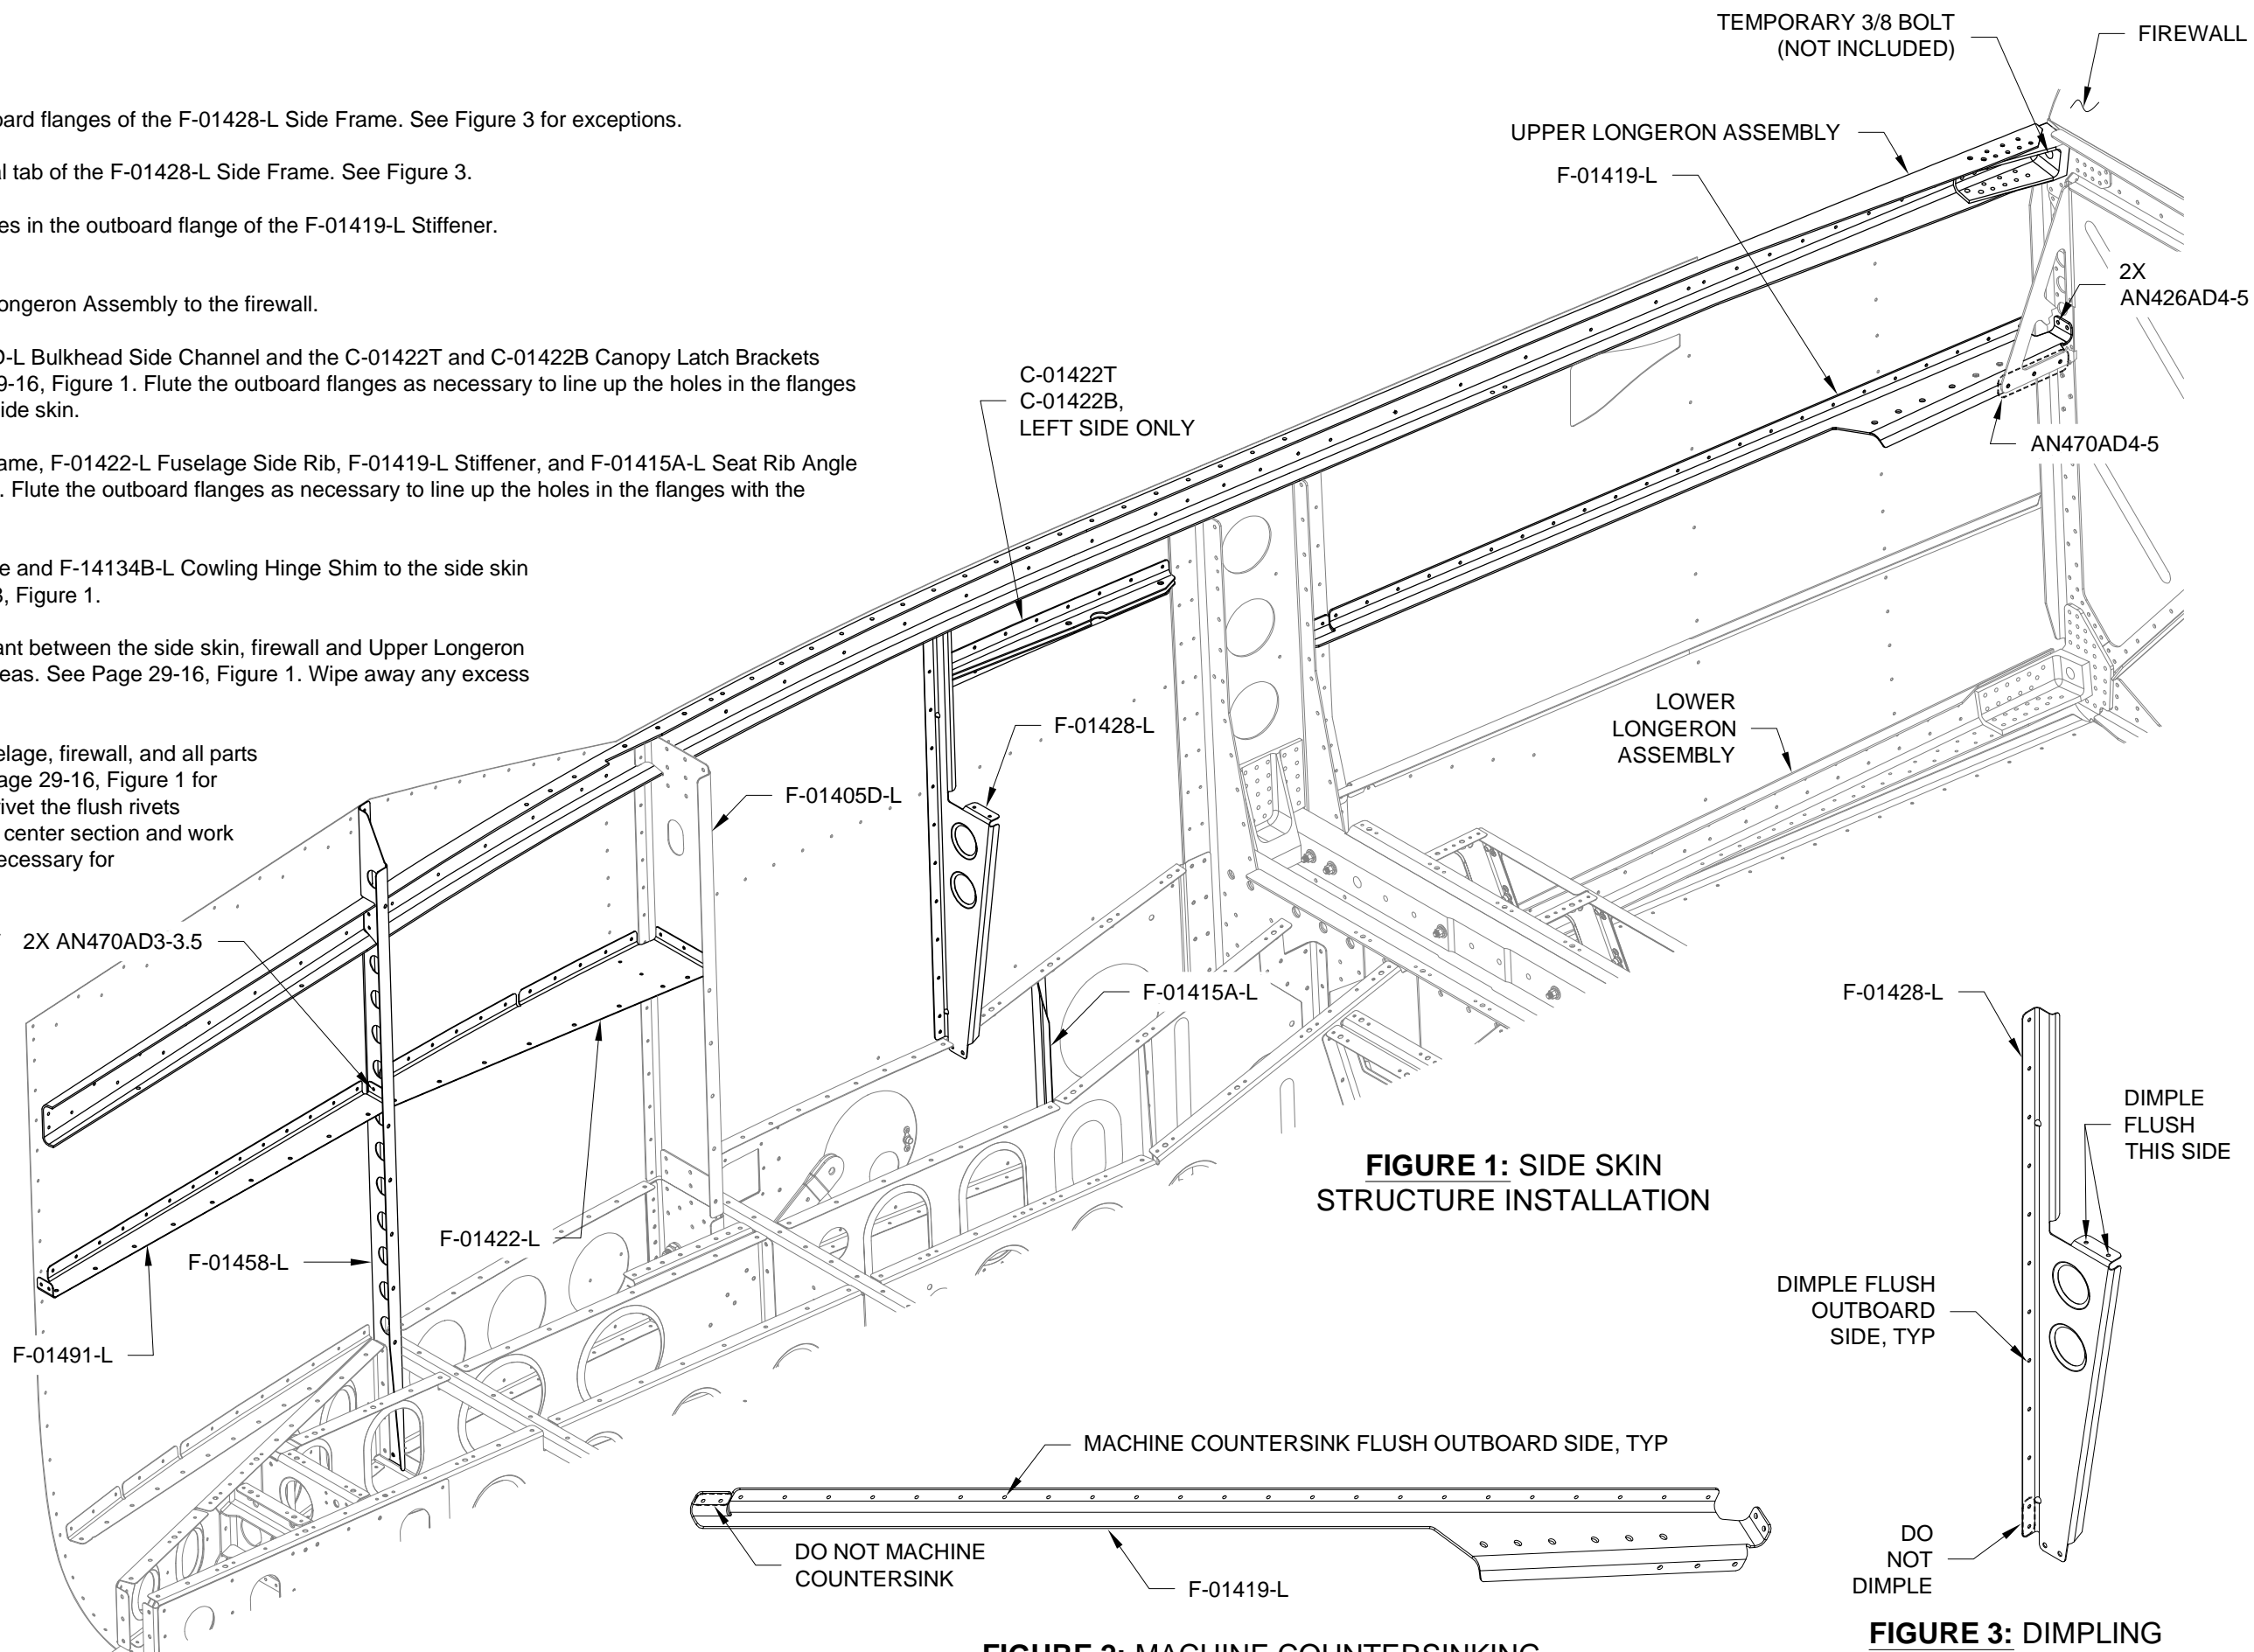 board flanges of the F-01428-L Side Frame. See Figure 3 for exceptions.
al tab of the F-01428-L Side Frame. See Figure 3.
es in the outboard flange of the F-01419-L Stiffener.
ongeron Assembly to the firewall.
D-L Bulkhead Side Channel and the C-01422T and C-01422B Canopy Latch Brackets
9-16, Figure 1. Flute the outboard flanges as necessary to line up the holes in the flanges
side skin.
ame, F-01422-L Fuselage Side Rib, F-01419-L Stiffener, and F-01415A-L Seat Rib Angle
. Flute the outboard flanges as necessary to line up the holes in the flanges with the
e and F-14134B-L Cowling Hinge Shim to the side skin
3, Figure 1.
ant between the side skin, firewall and Upper Longeron
eas. See Page 29-16, Figure 1. Wipe away any excess
elage, firewall, and all parts
age 29-16, Figure 1 for
rivet the flush rivets
center section and work
ecessary for
TEMPORARY 3/8 BOLT
(NOT INCLUDED)
FIREWALL
UPPER LONGERON ASSEMBLY
F-01419-L
2X
AN426AD4-5
AN470AD4-5
C-01422T
C-01422B,
LEFT SIDE ONLY
F-01428-L
LOWER
LONGERON
ASSEMBLY
F-01405D-L
2X AN470AD3-3.5
F-01415A-L
F-01422-L
F-01458-L
F-01491-L
FIGURE 1: SIDE SKIN
STRUCTURE INSTALLATION
F-01428-L
DIMPLE
FLUSH
THIS SIDE
DIMPLE FLUSH
OUTBOARD
SIDE, TYP
DO
NOT
DIMPLE
FIGURE 3: DIMPLING
MACHINE COUNTERSINK FLUSH OUTBOARD SIDE, TYP
DO NOT MACHINE
COUNTERSINK
F-01419-L
FIGURE 2: MACHINE COUNTERSINKING